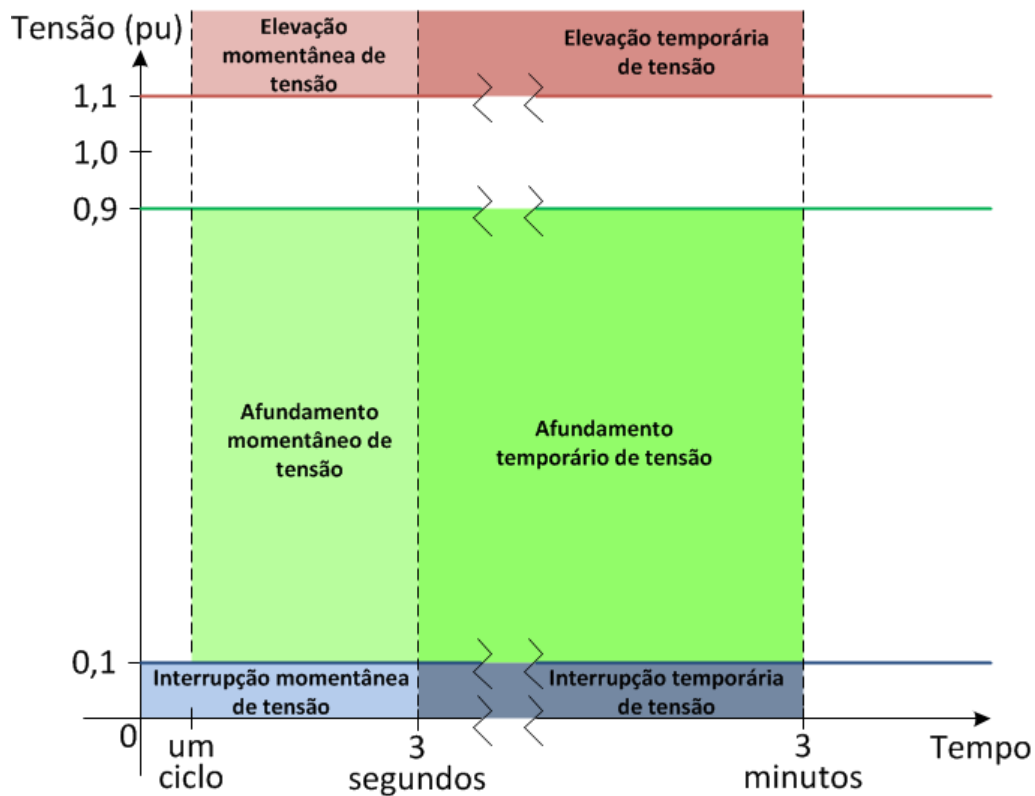 Tensão (pu)
Elevação
momentânea de
tensão
Elevação temporária
de tensão
1,1
1,0
0,9
Afundamento
momentâneo de
tensão
Afundamento
temporário de tensão
0,1
Interrupção momentânea
de tensão
Interrupção temporária
de tensão
0
um
ciclo
3
segundos
3
minutos
Tempo